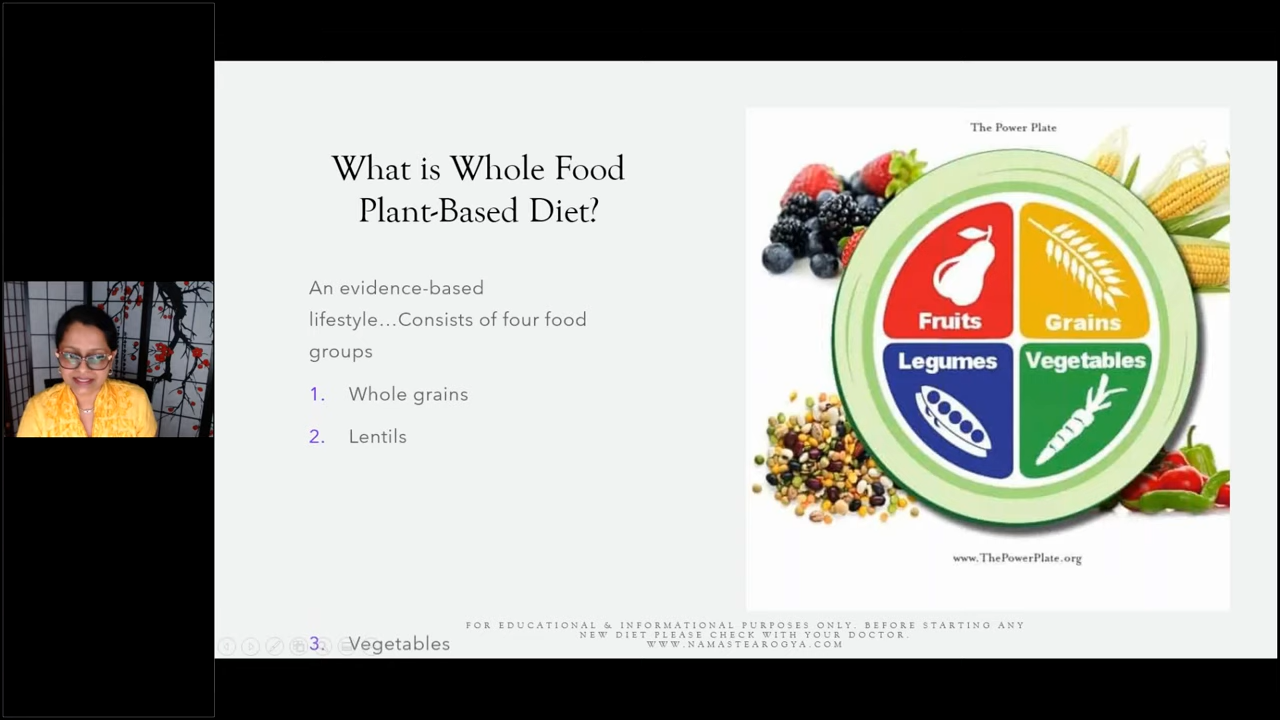 What is Whole Food
Plant-Based Diet?
An evidence-based
lifestyle...Consists of four food
groups
1. Whole grains
2. Lentils
3. Vegetables
The Power Plate
Fruits
Grains
Legumes
Vegetables
www.ThePowerPlate.org
FOR EDUCATIONAL & INFORMATIONAL PURPOSES ONLY. BEFORE STARTING ANY
NEW DIET PLEASE CHECK WITH YOUR DOCTOR.
WWW.NAMASTEAROGYA.COM